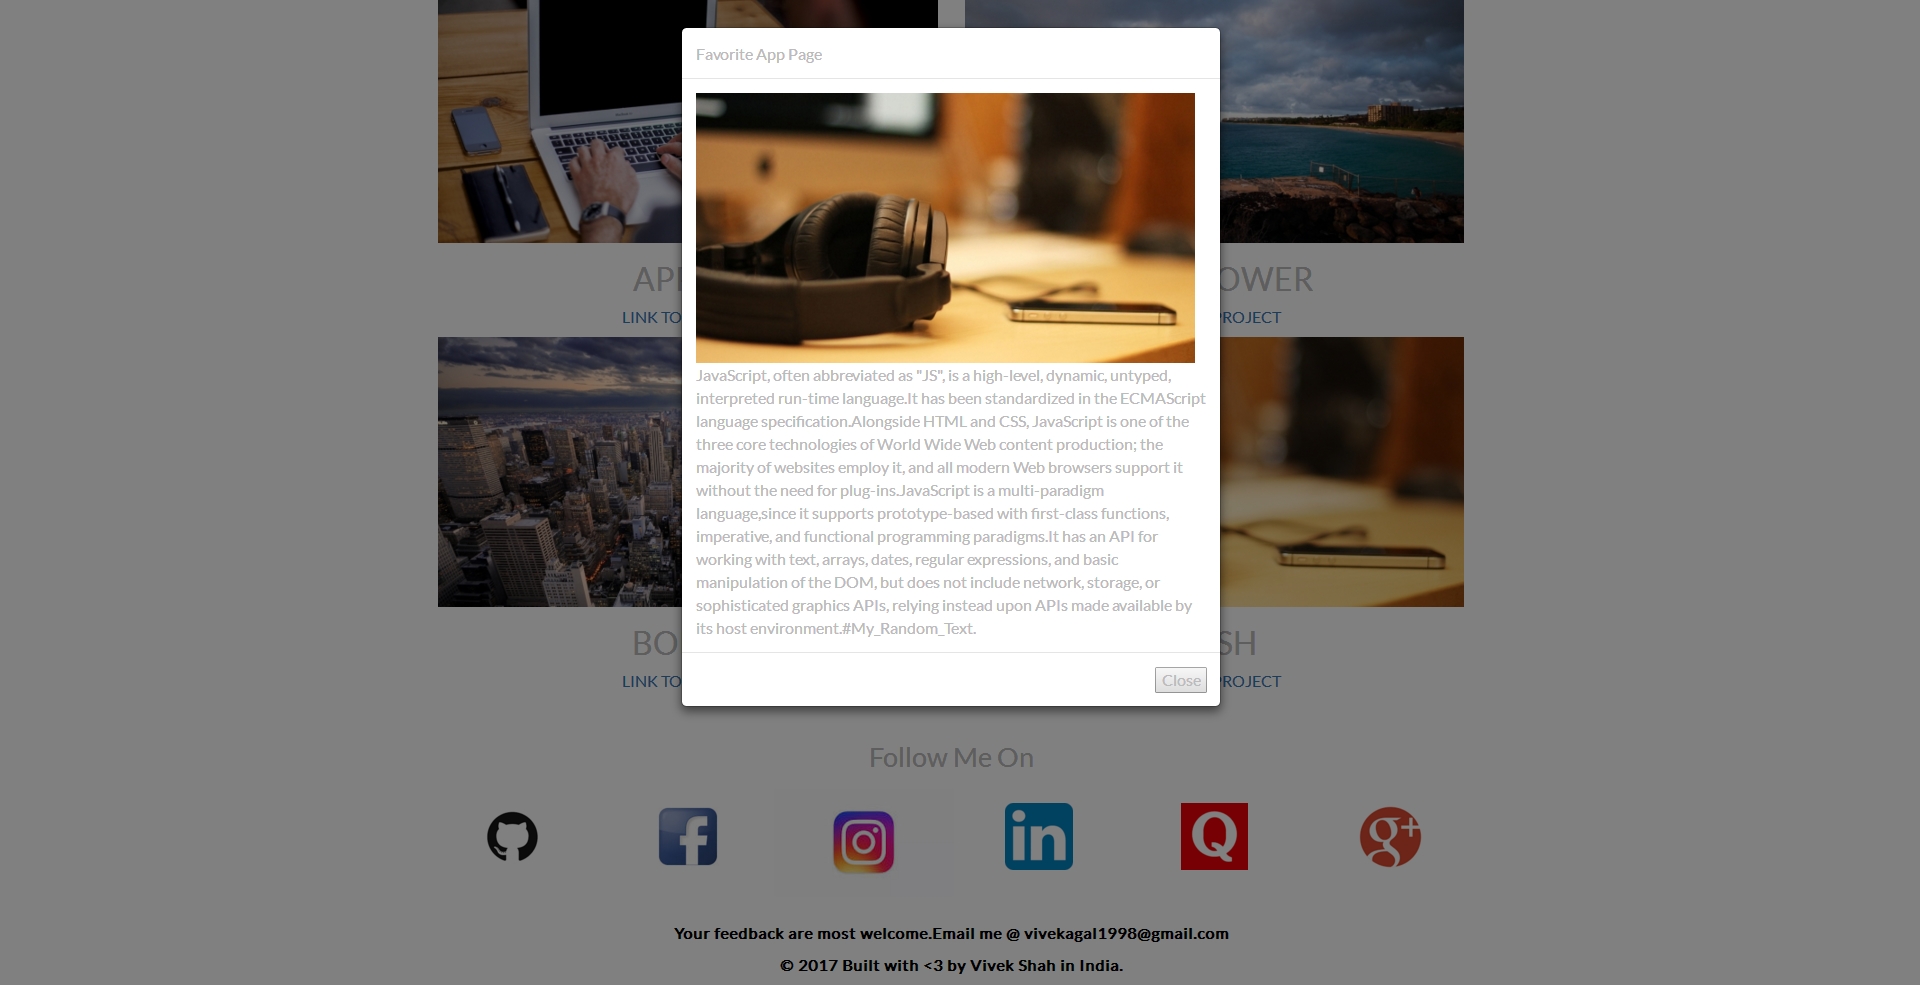 Favorite App Page
JavaScript, often abbreviated as "JS", is a high-level, dynamic, untyped,
interpreted run-time language.It has been standardized in the ECMAScript
language specification.Alongside HTML and CSS, JavaScript is one of the
three core technologies of World Wide Web content production; the
majority of websites employ it, and all modern Web browsers support it
without the need for plug-ins.JavaScript is a multi-paradigm
language,since it supports prototype-based with first-class functions,
imperative, and functional programming paradigms.It has an API for
working with text, arrays, dates, regular expressions, and basic
manipulation of the DOM, but does not include network, storage, or
sophisticated graphics APIs, relying instead upon APIs made available by
its host environment.#My_Random_Text.
Close
LINK TO
PROJECT
LINK TO
PROJECT
Follow Me On
in
Q
g+
Your feedback are most welcome.Email me @ vivekagal1998@gmail.com
© 2017 Built with <3 by Vivek Shah in India.